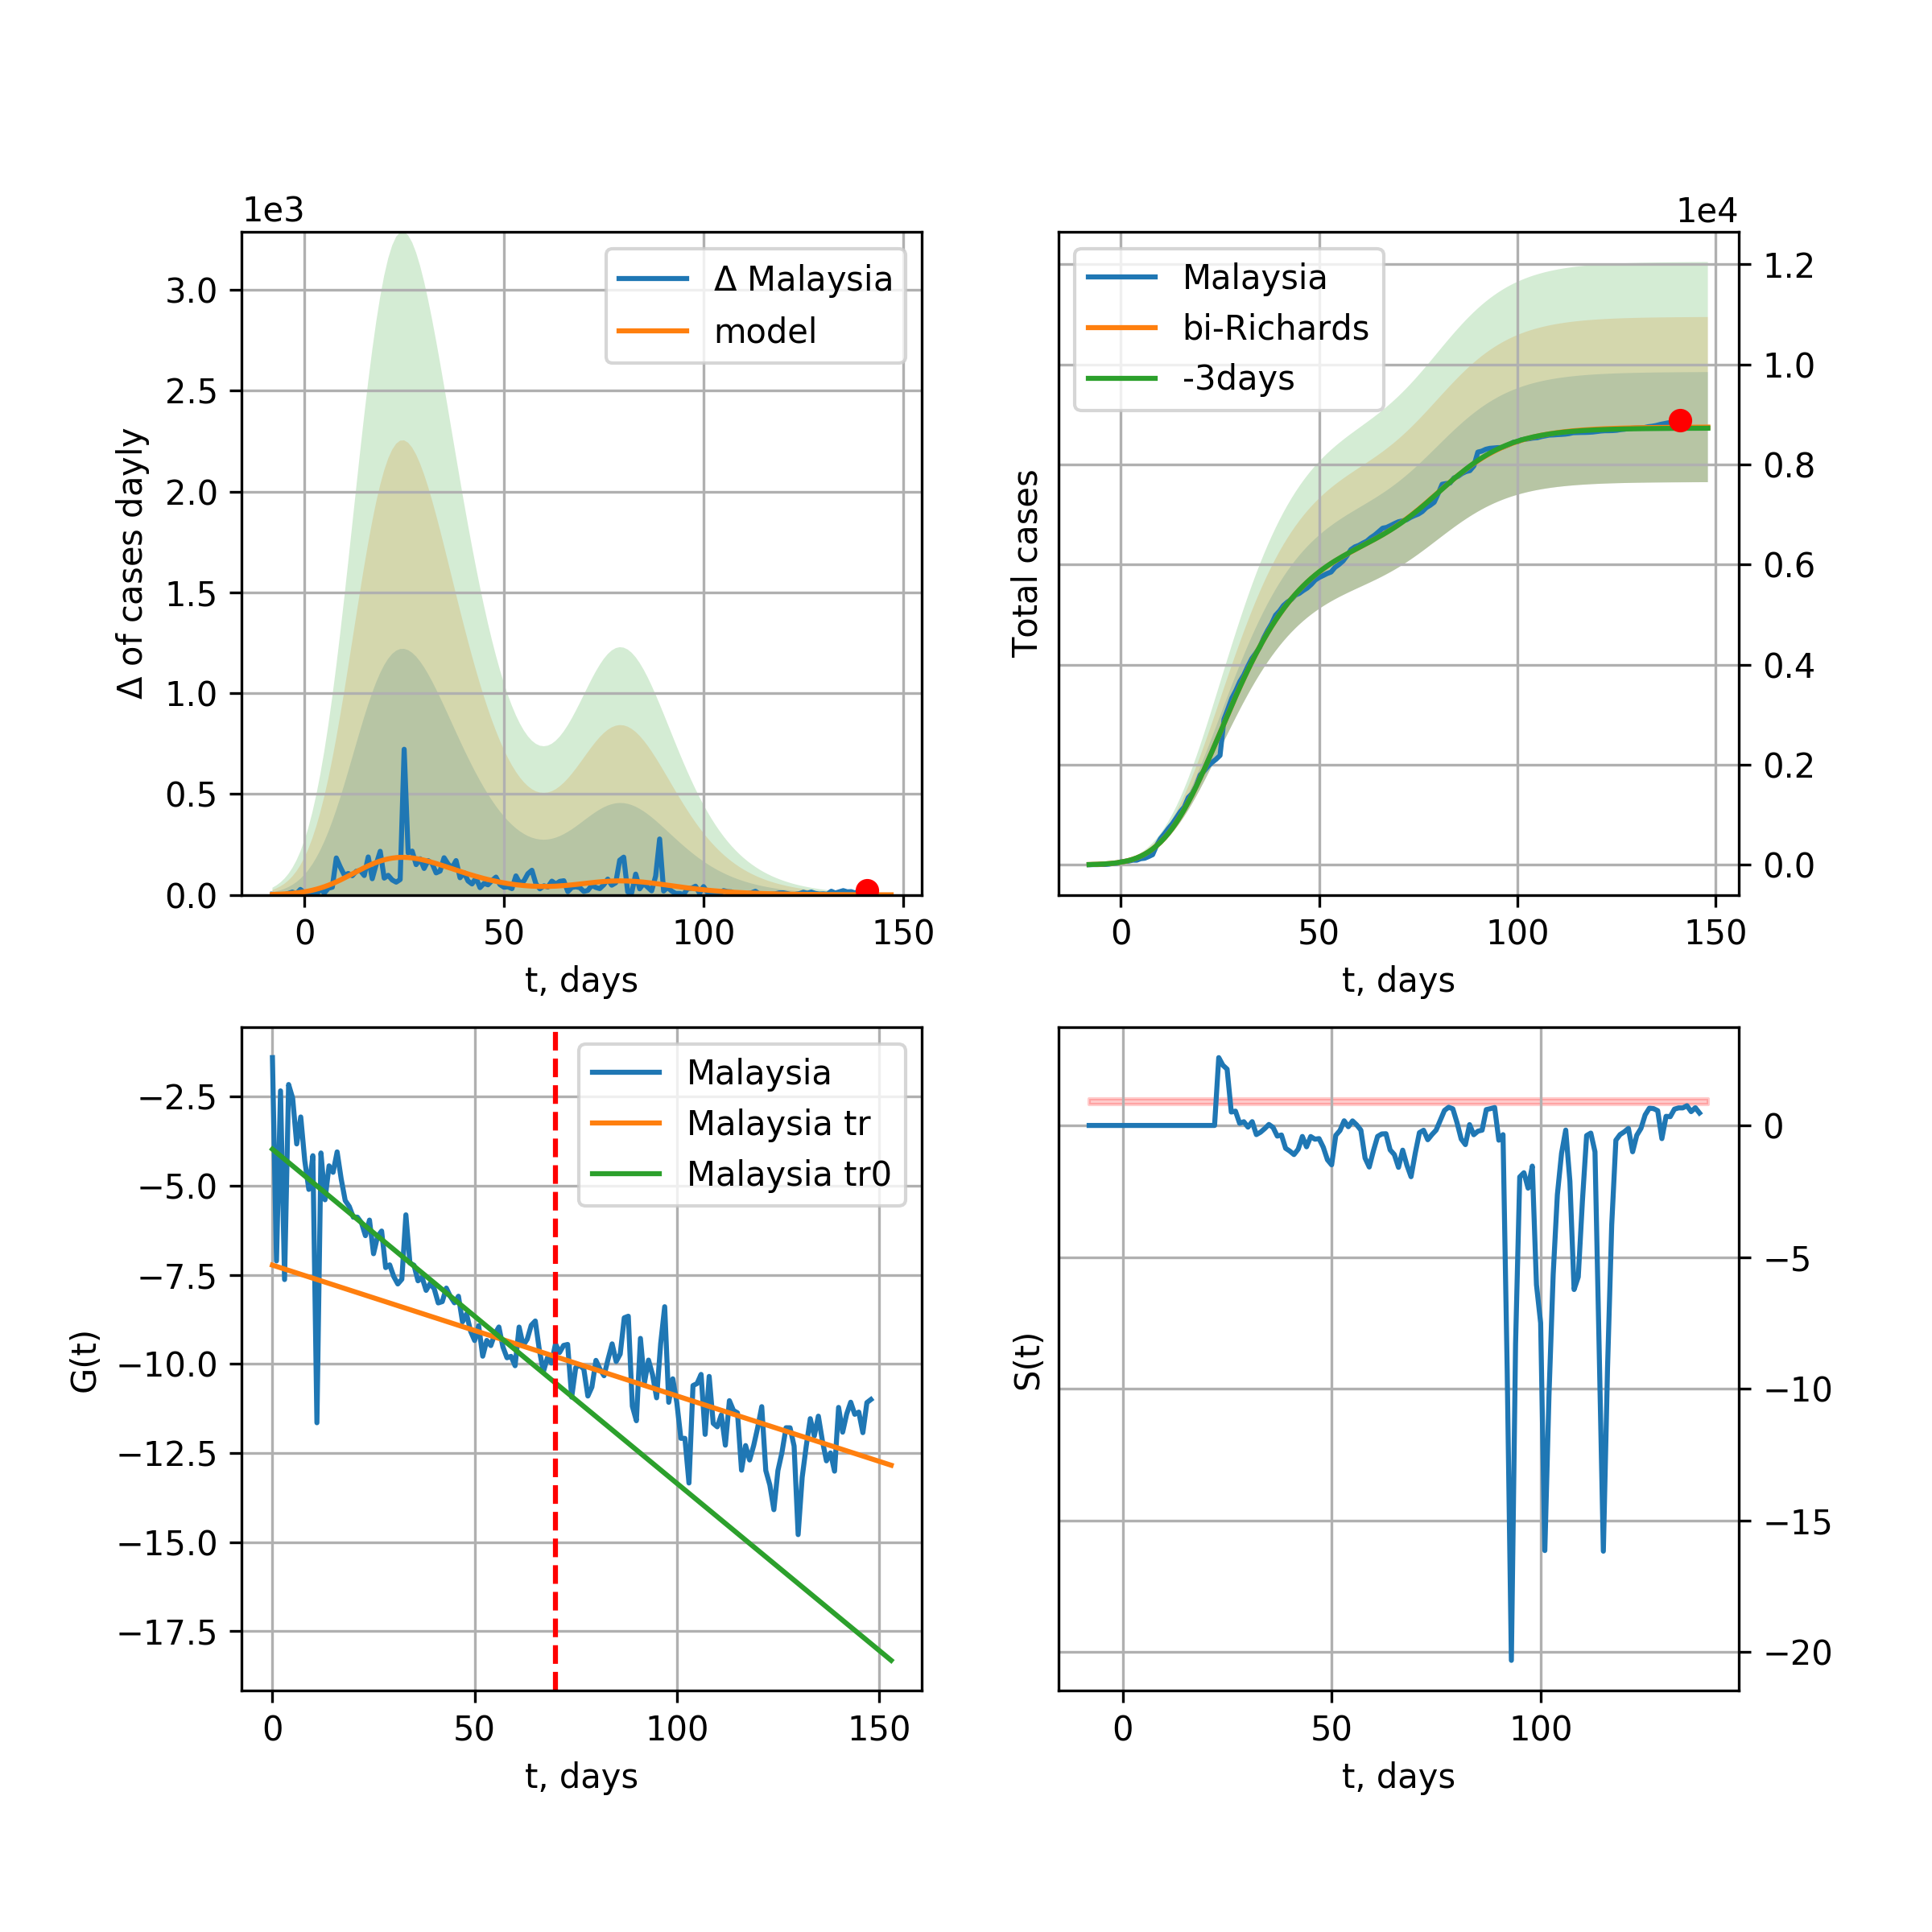 1e3
Δ Malaysia
model
3.0
2.5
2.0
1.5
1.0
0.5
0.0
Δ of cases dayly
0 50 100 150
t, days
1e4
Malaysia
bi-Richards
-3days
1.2
1.0
0.8
0.6
0.4
0.2
0.0
Total cases
0 50 100 150
t, days
Malaysia
Malaysia tr
Malaysia tr0
−2.5
−5.0
−7.5
−10.0
−12.5
−15.0
−17.5
G(t)
0 50 100 150
t, days
0
−5
−10
−15
−20
S(t)
0 50 100
t, days